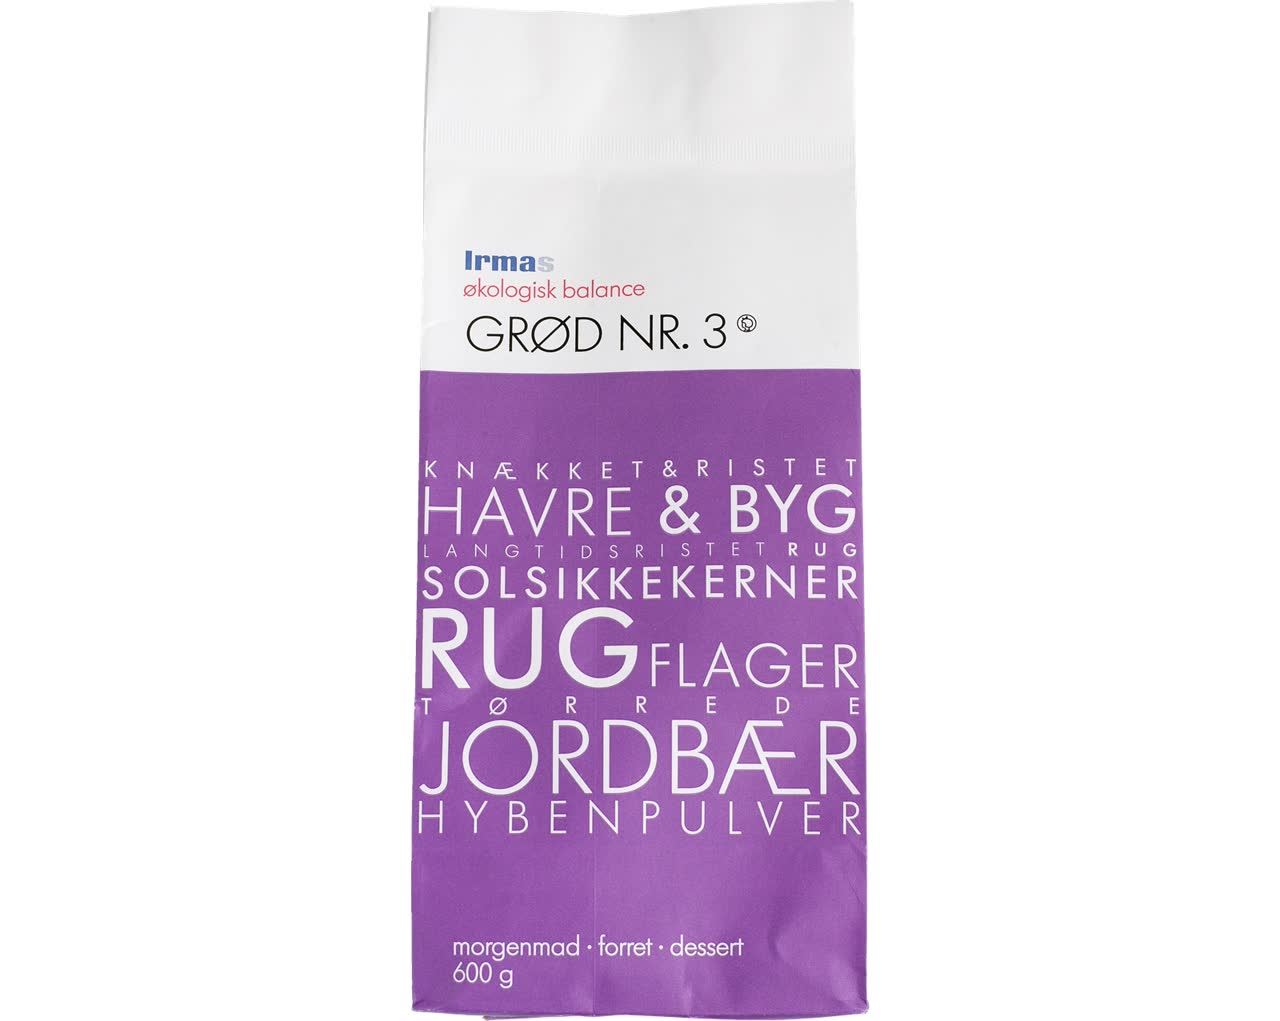 Irmas
økologisk balance
GRØD NR. 3
KNÆKKET & RISTET
HAVRE & BYG
LANGTIDSRISTET RUG
SOLSIKKEKERNER
RUGFLAGER
TØRREDE
JORDBÆR
HYBENPULVER
morgenmad · forret · dessert
600 g